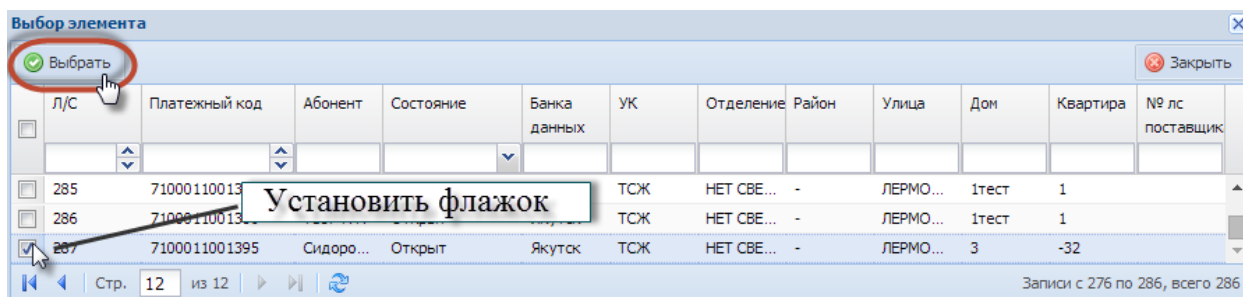 Выбор элемента
Выбрать Закрыть
Л/С Платежный код Абонент Состояние Банка данных УК Отделение Район Улица Дом Квартира № лс поставщик
285 ТСЖ НЕТ СВЕ... - ЛЕРМО... 1тест 1
Установить флажок
286 ТСЖ НЕТ СВЕ... - ЛЕРМО... 1тест 1
287 7100011001395 Сидоро... Открыт Якутск ТСЖ НЕТ СВЕ... - ЛЕРМО... 3 -32
Стр. 12 из 12 Записи с 276 по 286, всего 286